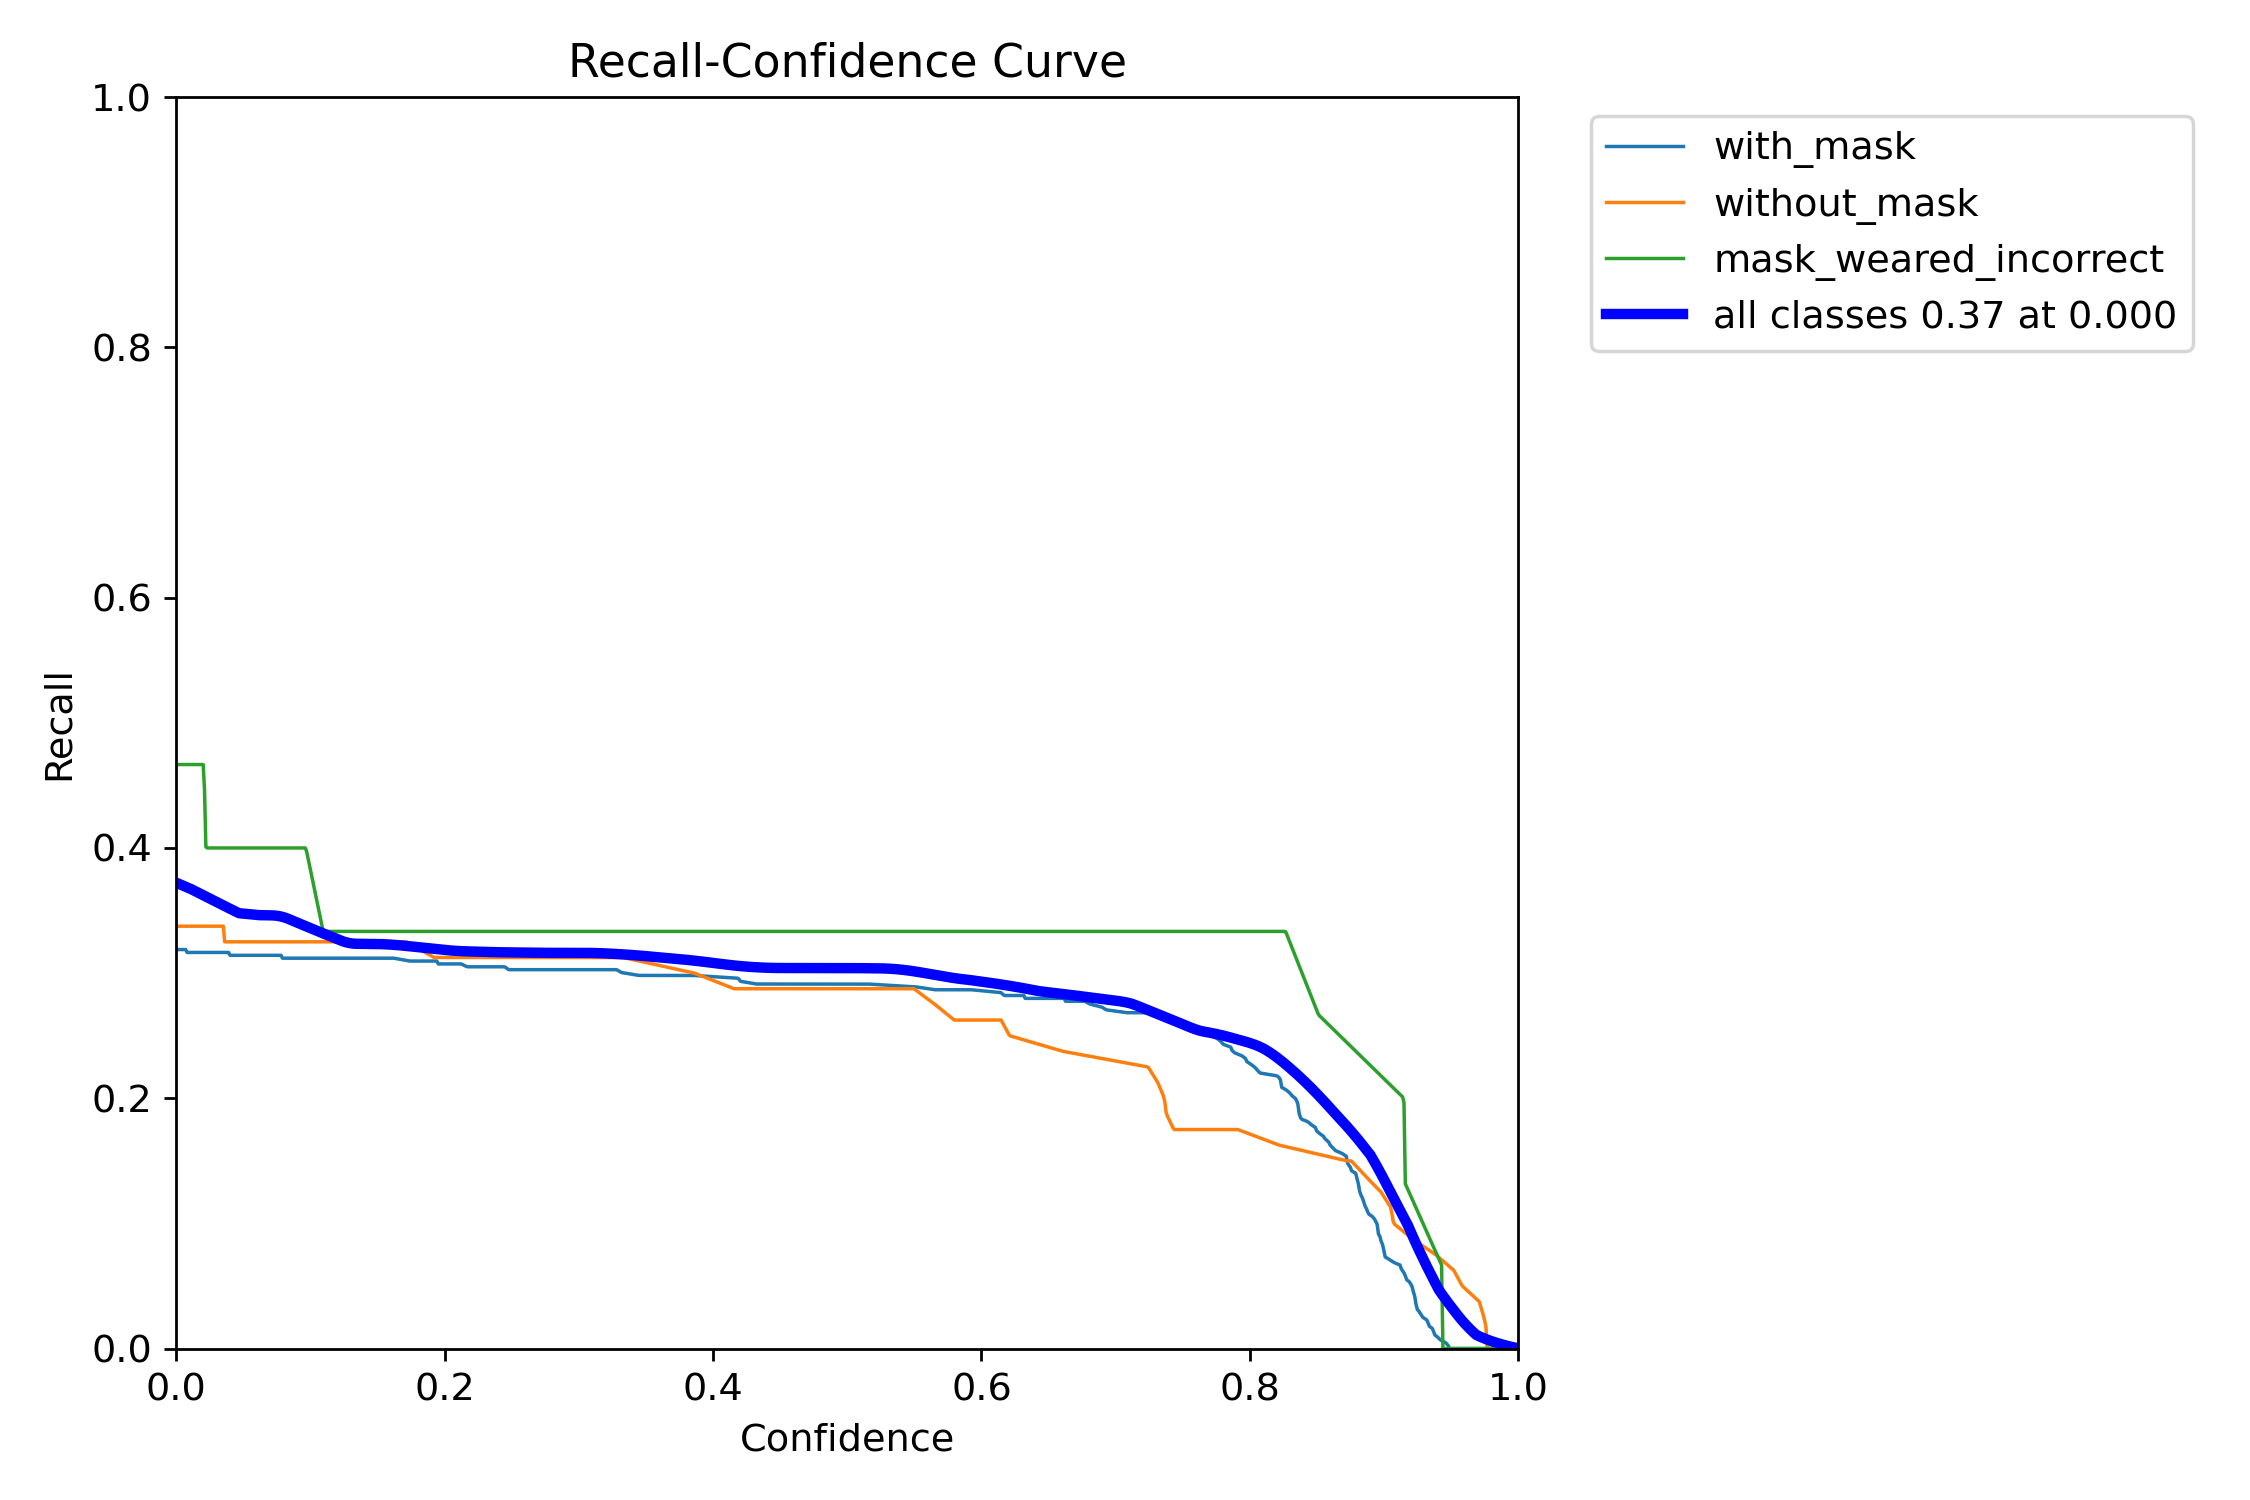 Recall-Confidence Curve
1.0
0.8
0.6
0.4
0.2
0.0
Recall
0.0 0.2 0.4 0.6 0.8 1.0
Confidence
with_mask
without_mask
mask_weared_incorrect
all classes 0.37 at 0.000